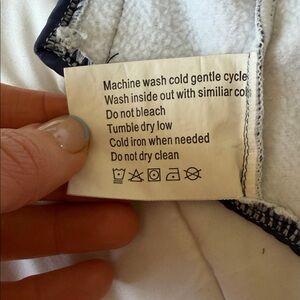 Machine wash cold gentle cycle
Wash inside out with similiar col
Do not bleach
Tumble dry low
Cold iron when needed
Do not dry clean